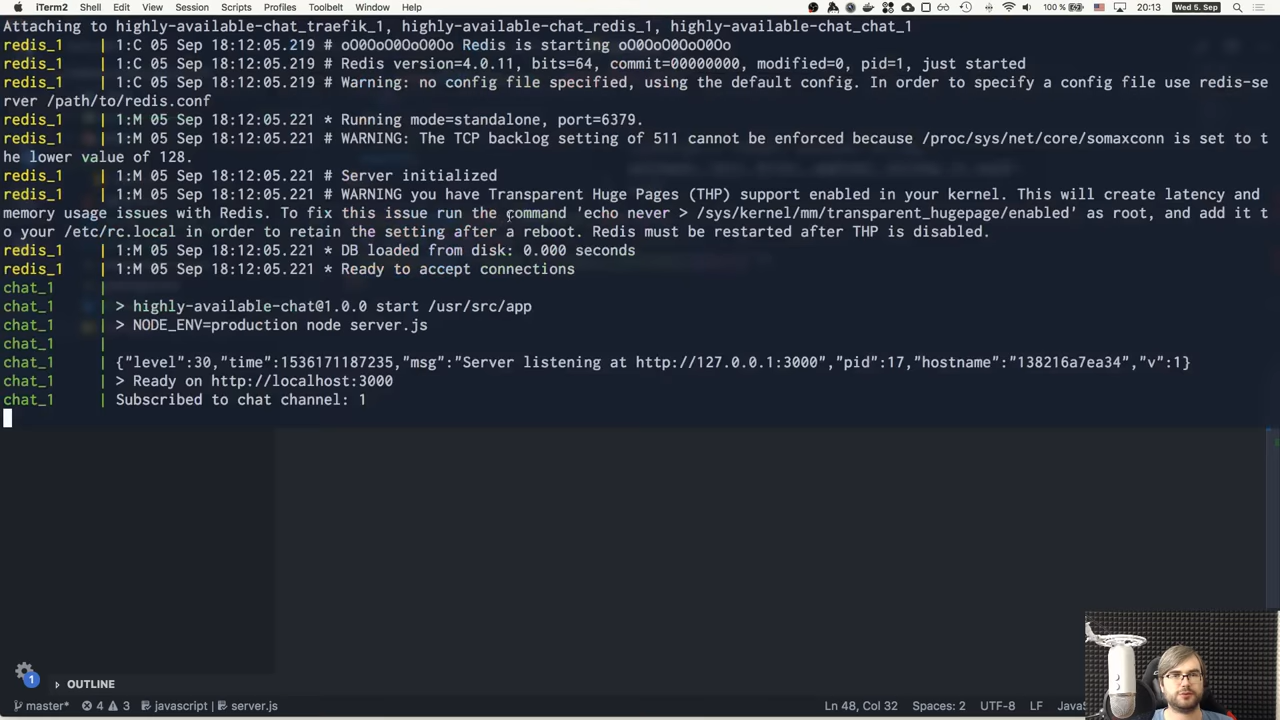 iTerm2 Shell Edit View Session Scripts Profiles Toolbelt Window Help 100 % 20:13 Wed 5. Sep
Attaching to highly-available-chat_traefik_1, highly-available-chat_redis_1, highly-available-chat_chat_1
redis_1 | 1:C 05 Sep 18:12:05.219 # oO0OoO0OoO0Oo Redis is starting oO0OoO0OoO0Oo
redis_1 | 1:C 05 Sep 18:12:05.219 # Redis version=4.0.11, bits=64, commit=00000000, modified=0, pid=1, just started
redis_1 | 1:C 05 Sep 18:12:05.219 # Warning: no config file specified, using the default config. In order to specify a config file use redis-se
rver /path/to/redis.conf
redis_1 | 1:M 05 Sep 18:12:05.221 * Running mode=standalone, port=6379.
redis_1 | 1:M 05 Sep 18:12:05.221 # WARNING: The TCP backlog setting of 511 cannot be enforced because /proc/sys/net/core/somaxconn is set to t
he lower value of 128.
redis_1 | 1:M 05 Sep 18:12:05.221 # Server initialized
redis_1 | 1:M 05 Sep 18:12:05.221 # WARNING you have Transparent Huge Pages (THP) support enabled in your kernel. This will create latency and
memory usage issues with Redis. To fix this issue run the command 'echo never > /sys/kernel/mm/transparent_hugepage/enabled' as root, and add it t
o your /etc/rc.local in order to retain the setting after a reboot. Redis must be restarted after THP is disabled.
redis_1 | 1:M 05 Sep 18:12:05.221 * DB loaded from disk: 0.000 seconds
redis_1 | 1:M 05 Sep 18:12:05.221 * Ready to accept connections
chat_1 |
chat_1 | > highly-available-chat@1.0.0 start /usr/src/app
chat_1 | > NODE_ENV=production node server.js
chat_1 |
chat_1 | {"level":30,"time":1536171187235,"msg":"Server listening at http://127.0.0.1:3000","pid":17,"hostname":"138216a7ea34","v":1}
chat_1 | > Ready on http://localhost:3000
chat_1 | Subscribed to chat channel: 1
1
OUTLINE
master* 4 3 javascript | server.js Ln 48, Col 32 Spaces: 2 UTF-8 LF